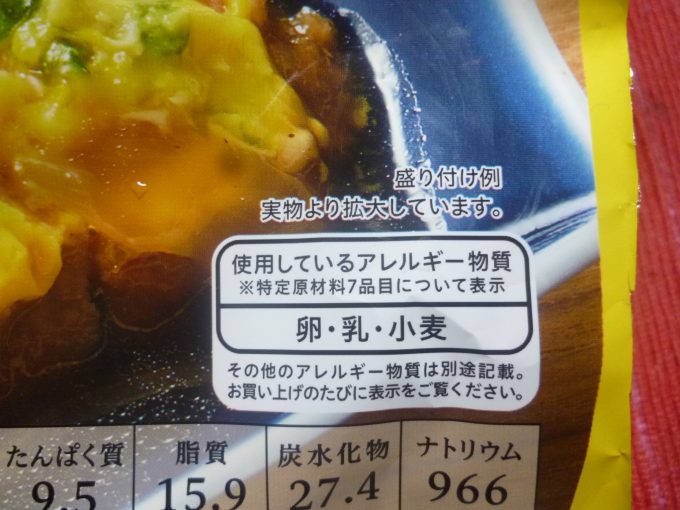 盛り付け例
実物より拡大しています。
使用しているアレルギー物質
※特定原材料7品目について表示
卵・乳・小麦
その他のアレルギー物質は別途記載。
お買い上げのたびに表示をご覧ください。
たんぱく質 脂質 炭水化物 ナトリウム
9.5 15.9 27.4 966